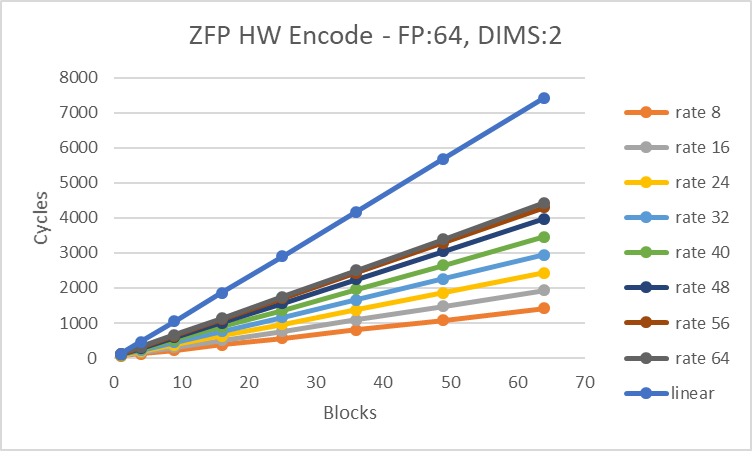 ZFP HW Encode - FP:64, DIMS:2
8000
7000
6000
5000
4000
3000
2000
1000
0
Cycles
0 10 20 30 40 50 60 70
Blocks
rate 8
rate 16
rate 24
rate 32
rate 40
rate 48
rate 56
rate 64
linear